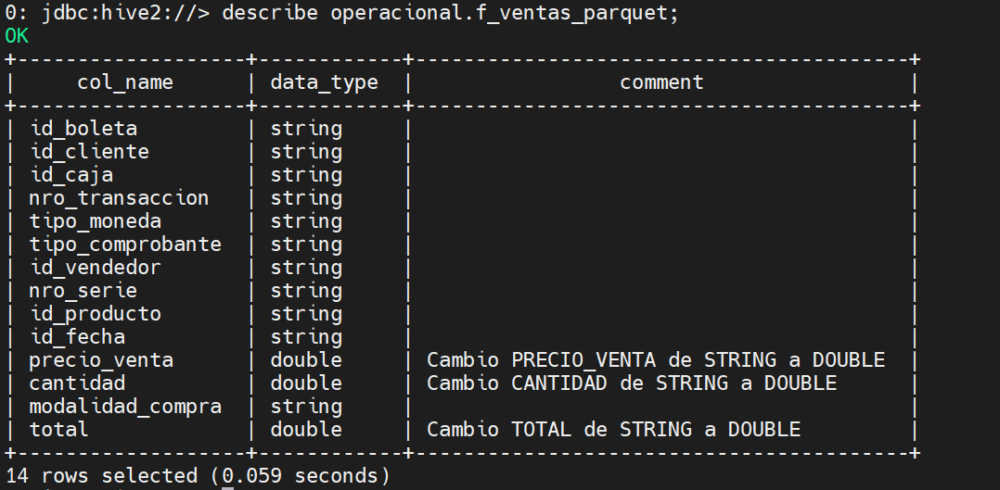 0: jdbc:hive2://> describe operacional.f_ventas_parquet;
OK
+-------------------+------------+-----------------------------------------+
|     col_name      | data_type  |                 comment                 |
+-------------------+------------+-----------------------------------------+
| id_boleta         | string     |                                         |
| id_cliente        | string     |                                         |
| id_caja           | string     |                                         |
| nro_transaccion   | string     |                                         |
| tipo_moneda       | string     |                                         |
| tipo_comprobante  | string     |                                         |
| id_vendedor       | string     |                                         |
| nro_serie         | string     |                                         |
| id_producto       | string     |                                         |
| id_fecha          | string     |                                         |
| precio_venta      | double     | Cambio PRECIO_VENTA de STRING a DOUBLE  |
| cantidad          | double     | Cambio CANTIDAD de STRING a DOUBLE      |
| modalidad_compra  | string     |                                         |
| total             | double     | Cambio TOTAL de STRING a DOUBLE         |
+-------------------+------------+-----------------------------------------+
14 rows selected (0.059 seconds)